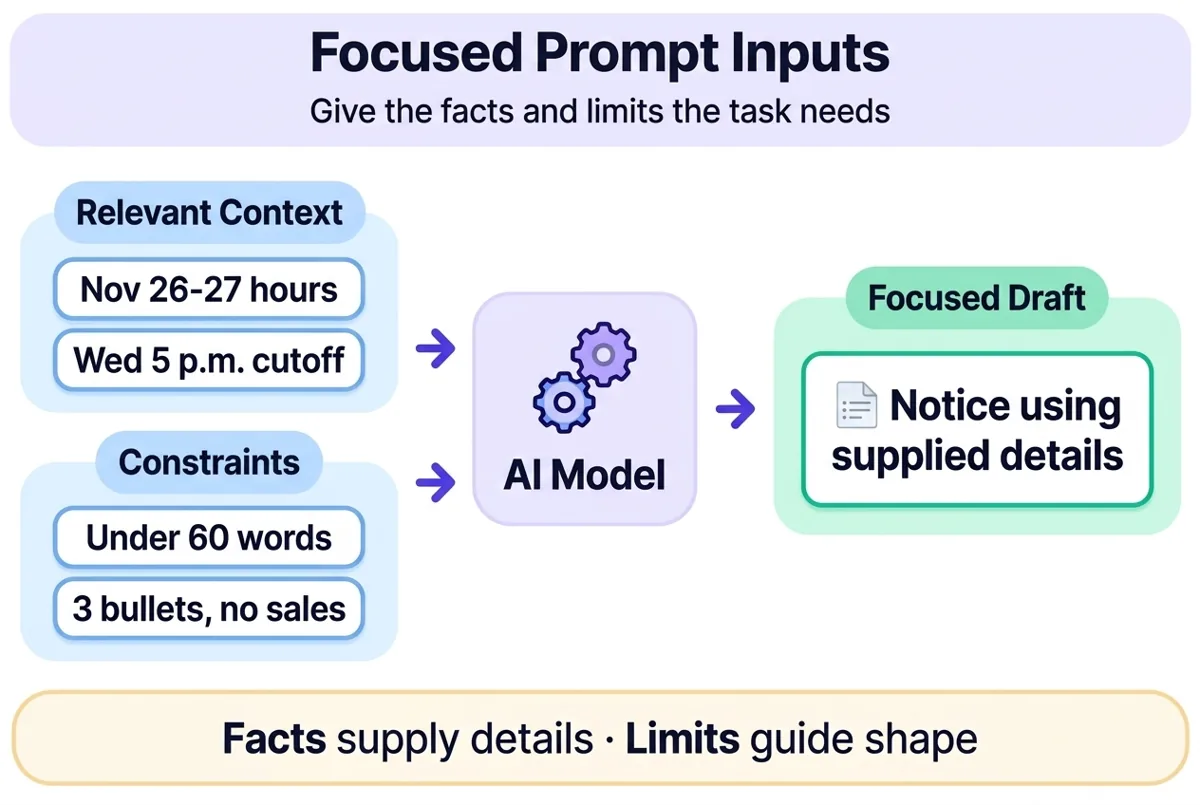 Focused Prompt Inputs
Give the facts and limits the task needs
Relevant Context
Nov 26-27 hours
Wed 5 p.m. cutoff
Constraints
Under 60 words
3 bullets, no sales
AI Model
Focused Draft
Notice using
supplied details
Facts supply details · Limits guide shape